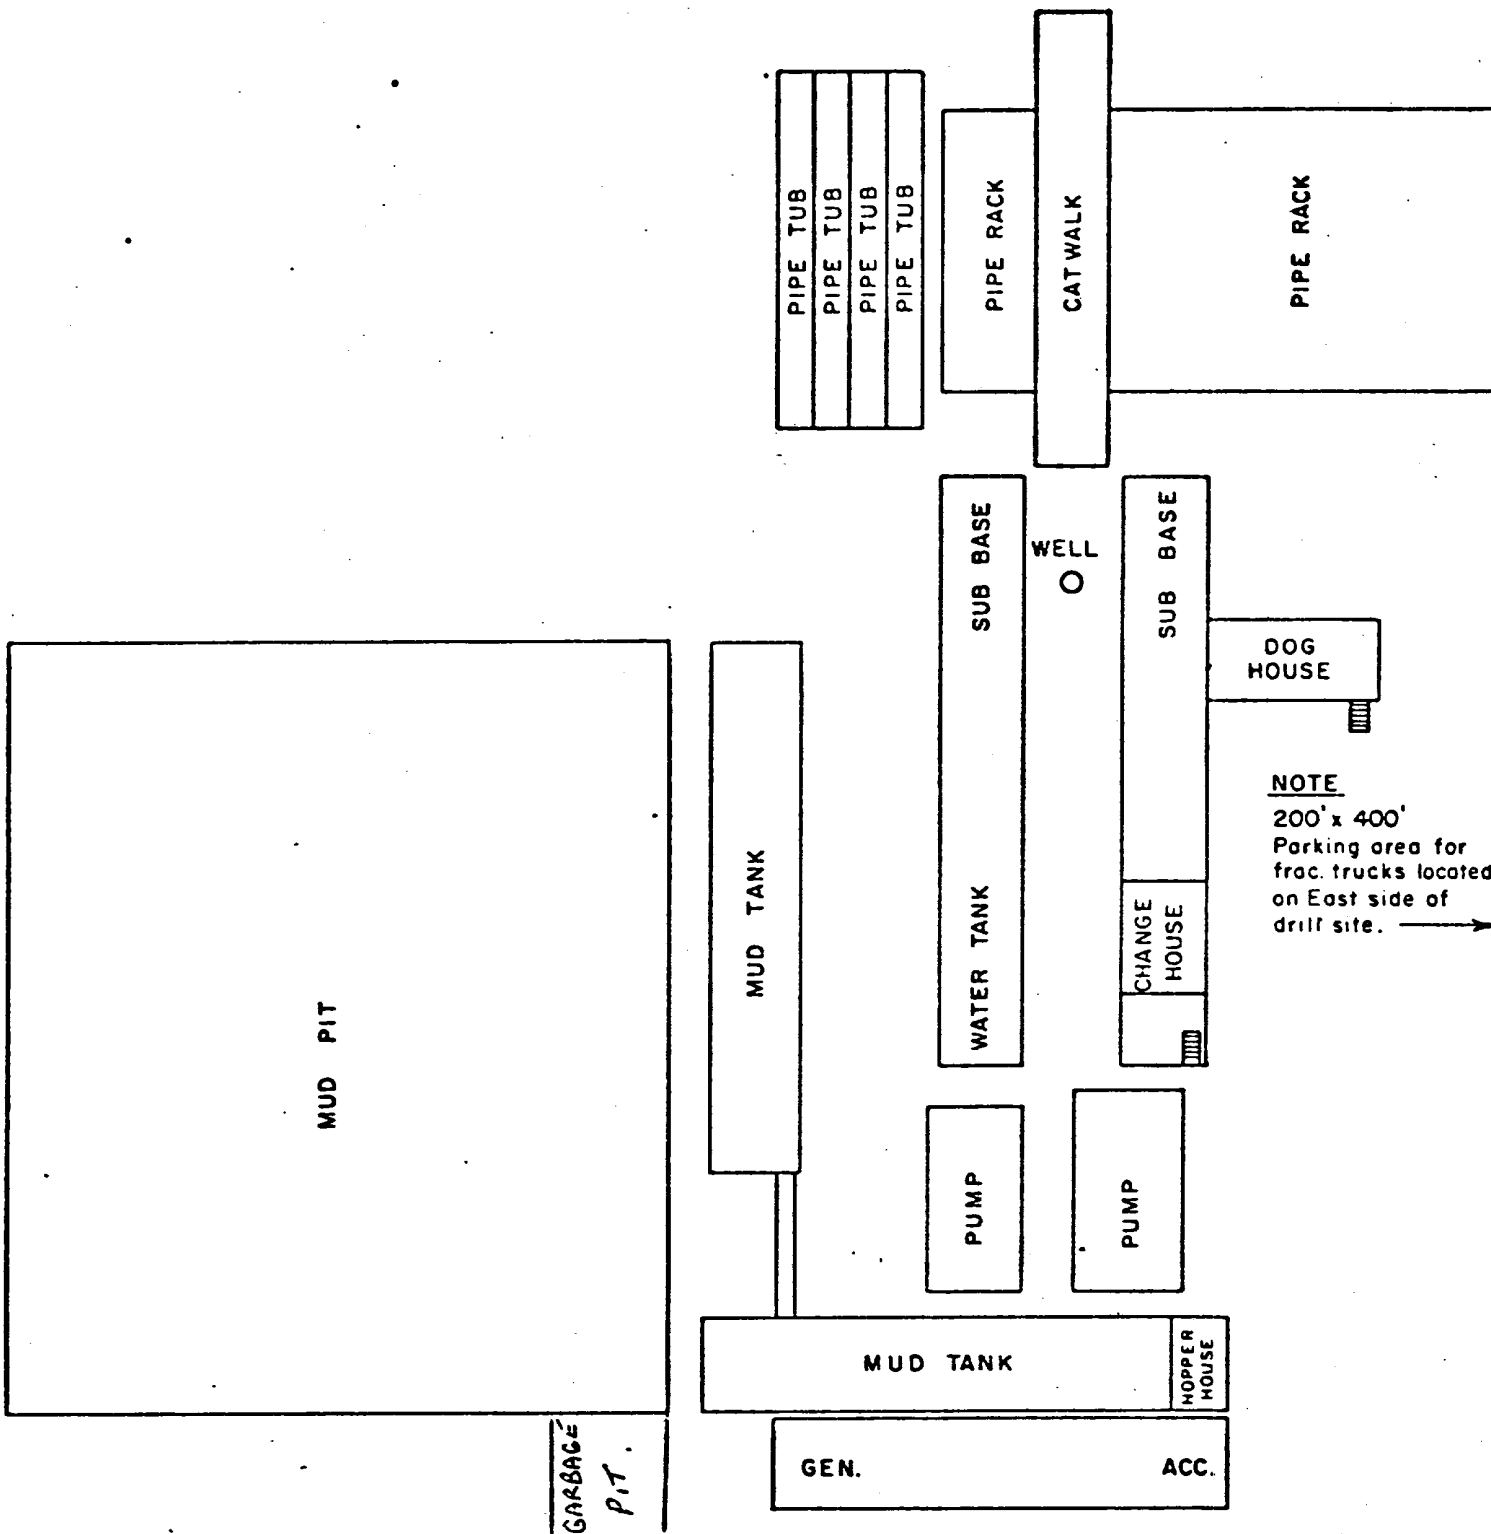 PIPE TUB
PIPE TUB
PIPE TUB
PIPE TUB
PIPE RACK
CATWALK
PIPE RACK
SUB BASE
WELL
SUB BASE
DOG
HOUSE
NOTE
200' x 400'
Parking area for
frac. trucks located
on East side of
drill site.
MUD TANK
WATER TANK
CHANGE
HOUSE
MUD PIT
PUMP
PUMP
MUD TANK
HOPPER
HOUSE
GARBAGE
PIT.
GEN.
ACC.